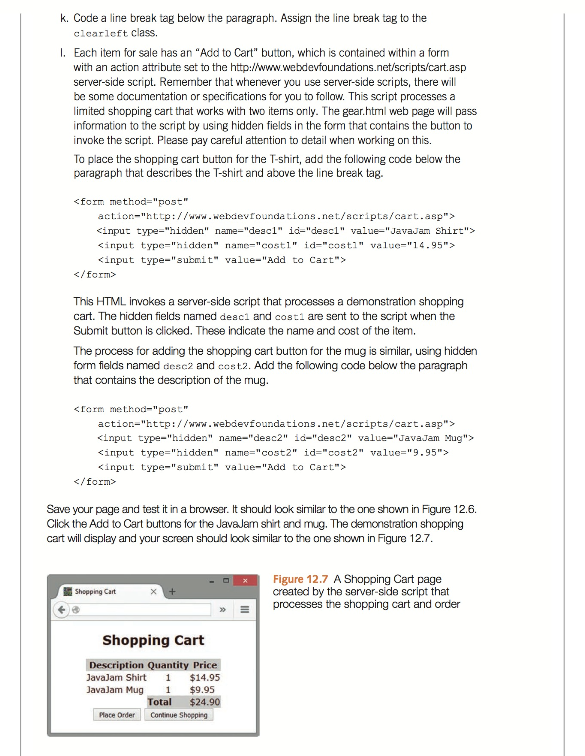 k. Code a line break tag below the paragraph. Assign the line break to the
clearleft class.
l. Each item for sale has an “Add to Cart” button, which is contained within a form
with an action attribute set to the http://www.webdevfoundations.net/scripts/cart.asp
server-side script. Remember that whenever you use server-side scripts, there will
be some documentation or specifications for you to follow. This script processes a
limited shopping cart that works with two items only. The gear.html web page will pass
information to the script by using hidden fields in the form that contains the button to
invoke the script. Please pay careful attention to detail when working on this.
To place the shopping cart button for the T-shirt, add the following code below the
paragraph that describes the T-shirt and above the line break tag.
<form method="post"
action="http://www.webdevfoundations.net/scripts/cart.asp">
<input type="hidden" name="desc1" id="desc1" value="JavaJam Shirt">
<input type="hidden" name="cost1" id="cost1" value="14.95">
<input type="submit" value="Add to Cart">
</form>
This HTML invokes a server-side script that processes a demonstration shopping
cart. The hidden fields named desc1 and cost1 are sent to the script when the
Submit button is clicked. These indicate the name and cost of the item.
The process for adding the shopping cart button for the mug is similar, using hidden
form fields named desc2 and cost2. Add the following code below the paragraph
that contains the description of the mug.
<form method="post"
action="http://www.webdevfoundations.net/scripts/cart.asp">
<input type="hidden" name="desc2" id="desc2" value="JavaJam Mug">
<input type="hidden" name="cost2" id="cost2" value="9.95">
<input type="submit" value="Add to Cart">
</form>
Save your page and test it in a browser. It should look similar to the one shown in Figure 12.6.
Click the Add to Cart buttons for the JavaJam shirt and mug. The demonstration shopping
cart will display and your screen should look similar to the one shown in Figure 12.7.
Shopping Cart × +
»
Shopping Cart
Description Quantity Price
JavaJam Shirt 1 $14.95
JavaJam Mug 1 $9.95
Total $24.90
Place Order Continue Shopping
Figure 12.7 A Shopping Cart page
created by the server-side script that
processes the shopping cart and order